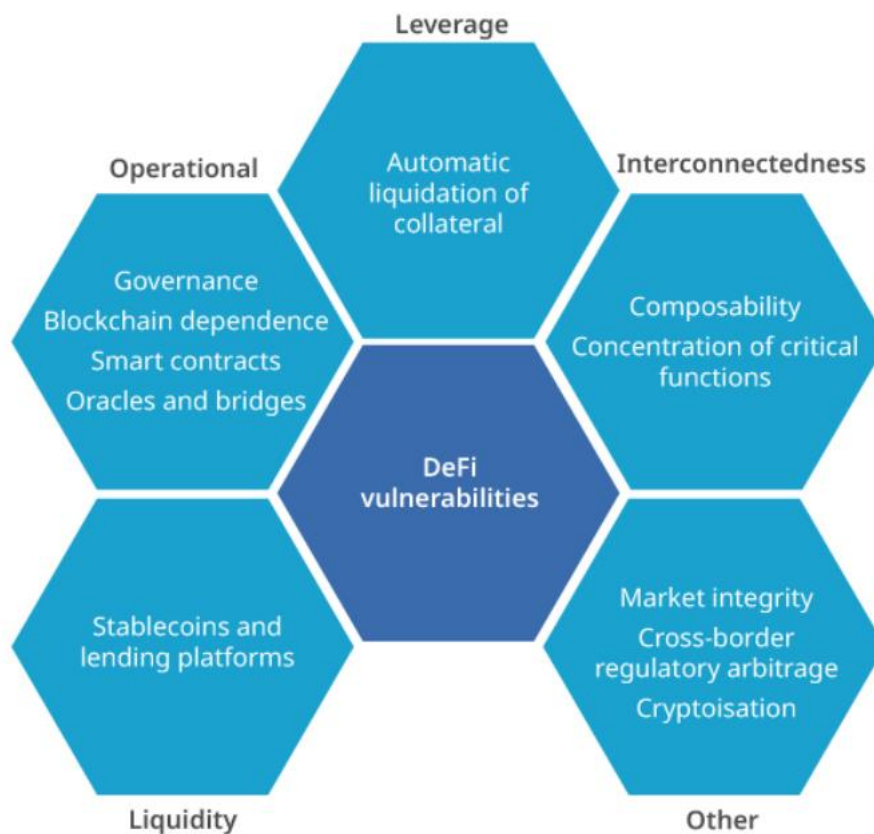 Leverage
Automatic
liquidation of
collateral
Operational
Governance
Blockchain dependence
Smart contracts
Oracles and bridges
Interconnectedness
Composability
Concentration of critical
functions
DeFi
vulnerabilities
Stablecoins and
lending platforms
Liquidity
Market integrity
Cross-border
regulatory arbitrage
Cryptoisation
Other